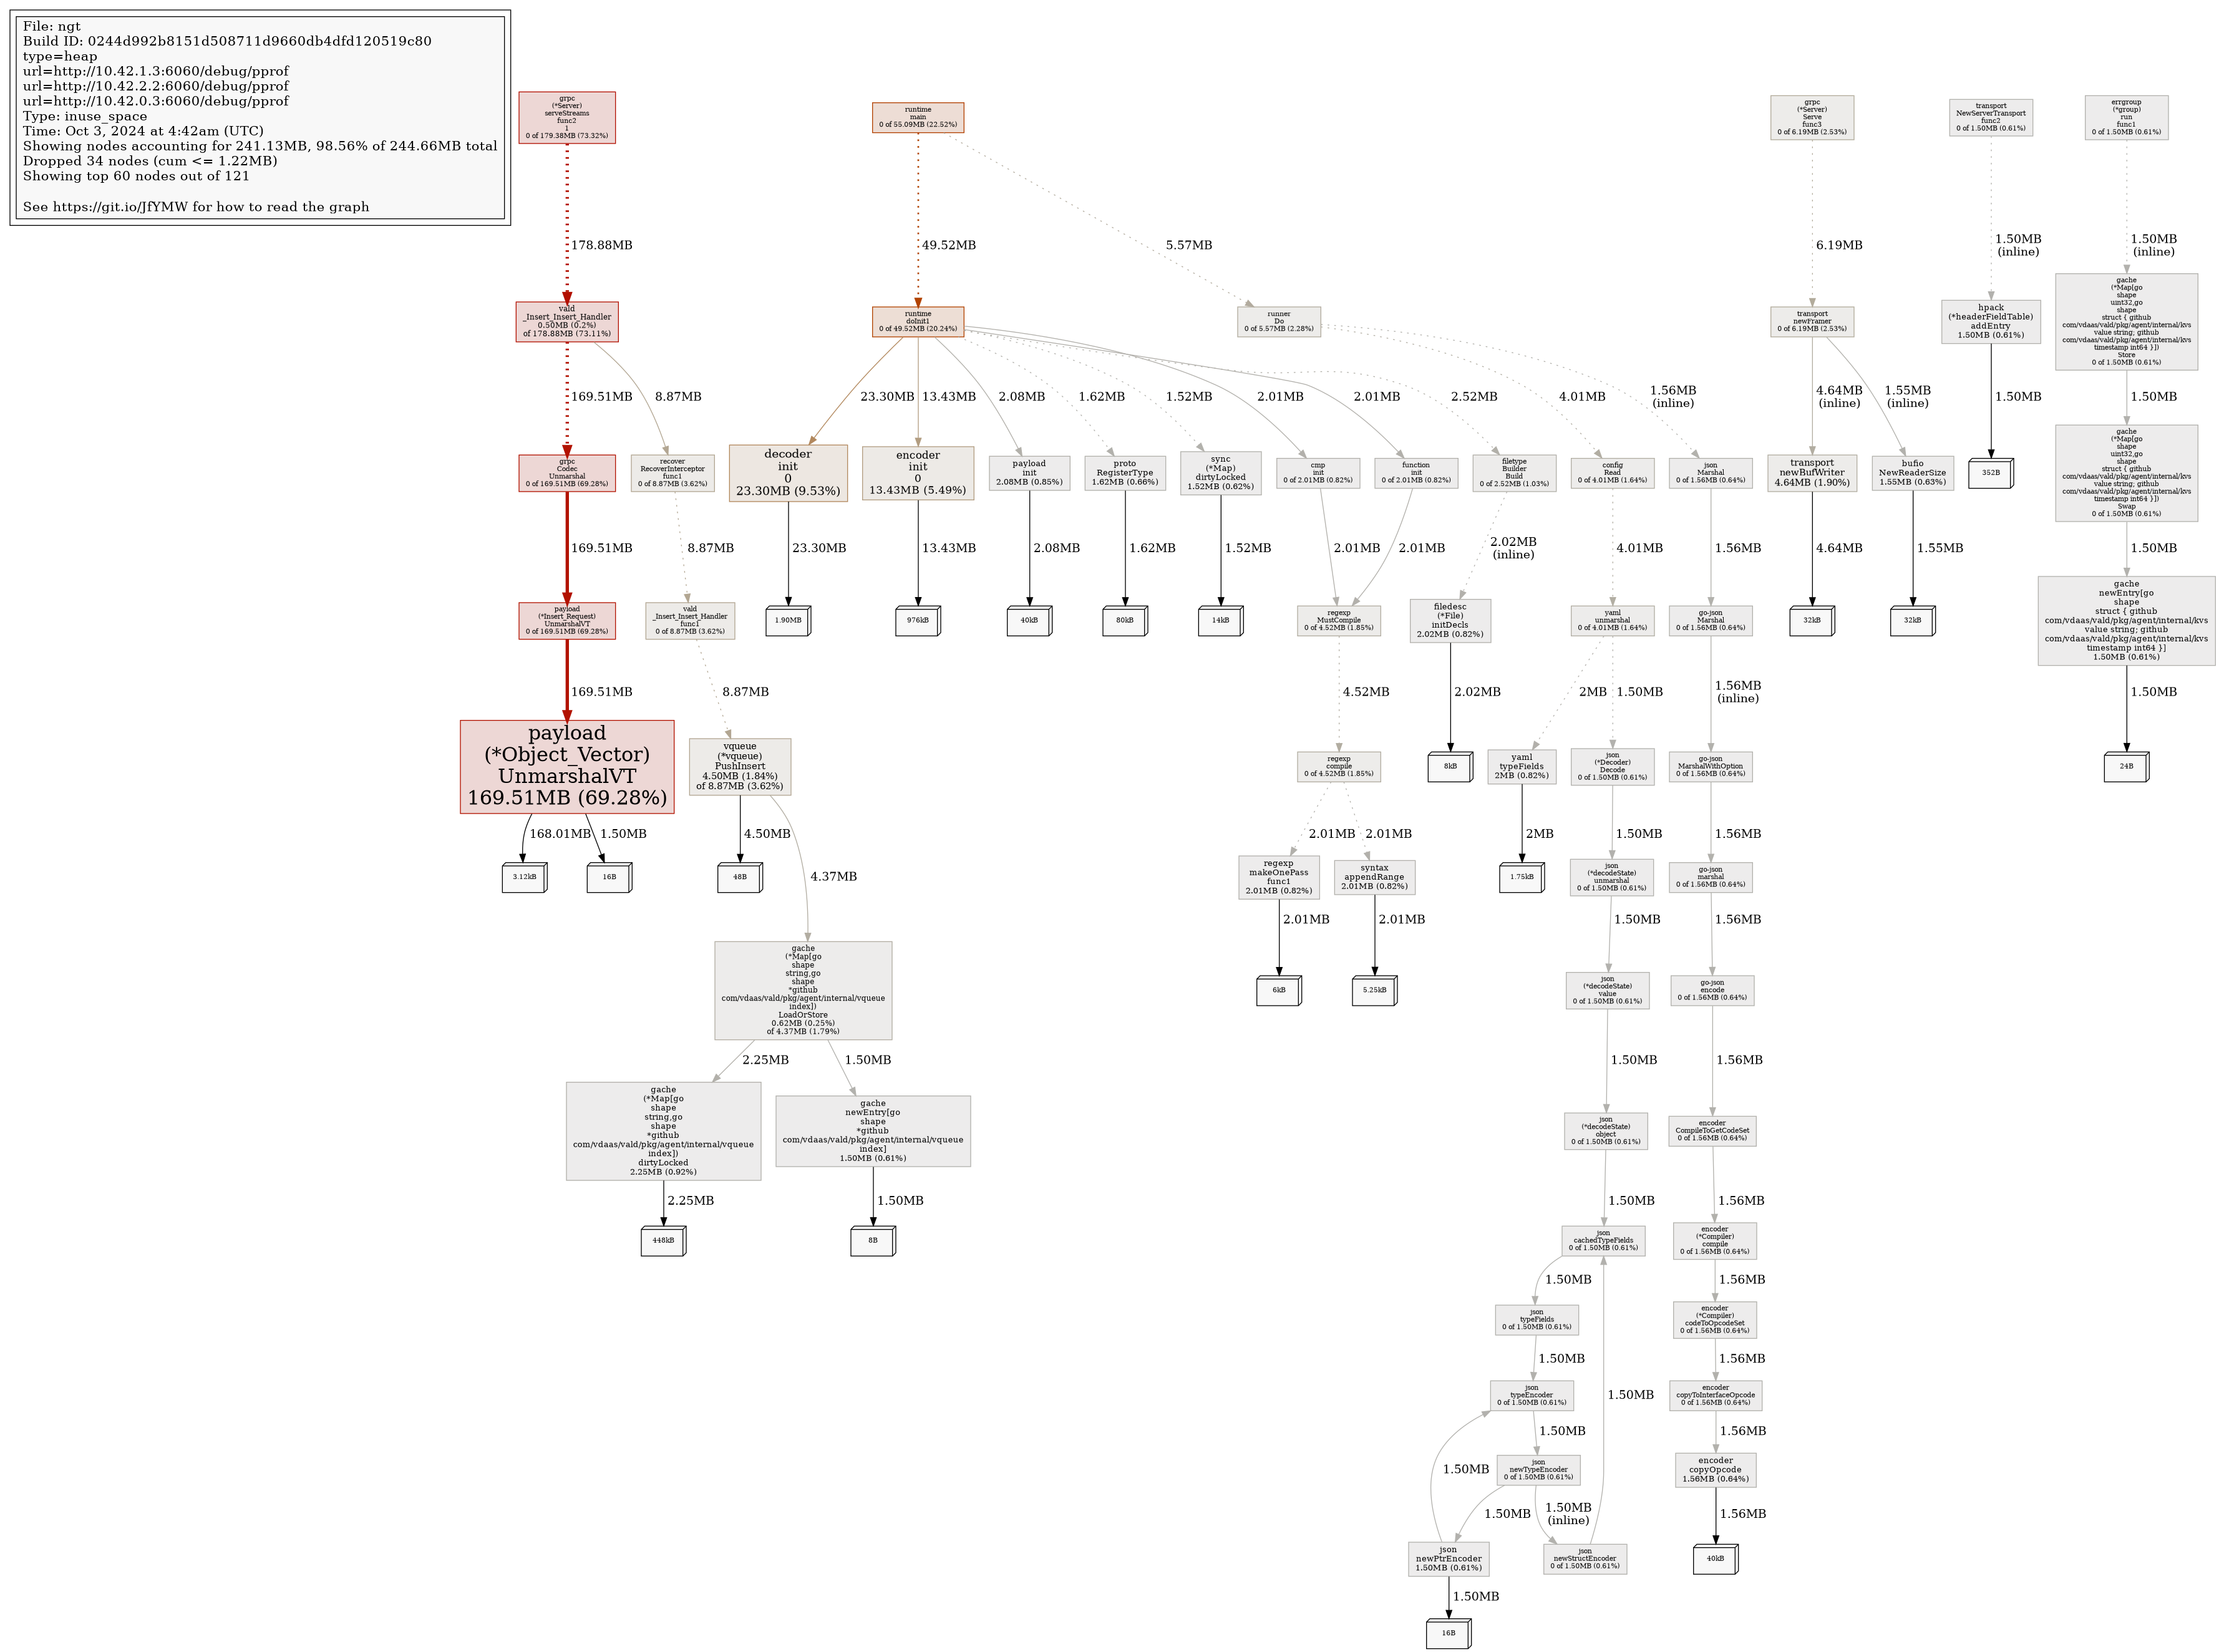 File: ngt
Build ID: 0244d992b8151d508711d9660db4dfd120519c80
type=heap
url=http://10.42.1.3:6060/debug/pprof
url=http://10.42.2.2:6060/debug/pprof
url=http://10.42.0.3:6060/debug/pprof
Type: inuse_space
Time: Oct 3, 2024 at 4:42am (UTC)
Showing nodes accounting for 241.13MB, 98.56% of 244.66MB total
Dropped 34 nodes (cum <= 1.22MB)
Showing top 60 nodes out of 121
See https://git.io/JfYMW for how to read the graph
grpc
(*Server)
serveStreams
func2
1
0 of 179.38MB (73.32%)
runtime
main
0 of 55.09MB (22.52%)
grpc
(*Server)
Serve
func3
0 of 6.19MB (2.53%)
transport
NewServerTransport
func2
0 of 1.50MB (0.61%)
errgroup
(*group)
run
func1
0 of 1.50MB (0.61%)
178.88MB
49.52MB
5.57MB
6.19MB
1.50MB
(inline)
1.50MB
(inline)
vald
_Insert_Insert_Handler
0.50MB (0.2%)
of 178.88MB (73.11%)
runtime
doInit1
0 of 49.52MB (20.24%)
runner
Do
0 of 5.57MB (2.28%)
transport
newFramer
0 of 6.19MB (2.53%)
hpack
(*headerFieldTable)
addEntry
1.50MB (0.61%)
gache
(*Map[go
shape
uint32,go
shape
struct { github
com/vdaas/vald/pkg/agent/internal/kvs
value string; github
com/vdaas/vald/pkg/agent/internal/kvs
timestamp int64 }])
Store
0 of 1.50MB (0.61%)
169.51MB
8.87MB
23.30MB
13.43MB
2.08MB
1.62MB
1.52MB
2.01MB
2.01MB
2.52MB
4.01MB
1.56MB
(inline)
4.64MB
(inline)
1.55MB
(inline)
1.50MB
1.50MB
grpc
Codec
Unmarshal
0 of 169.51MB (69.28%)
recover
RecoverInterceptor
func1
0 of 8.87MB (3.62%)
decoder
init
0
23.30MB (9.53%)
encoder
init
0
13.43MB (5.49%)
payload
init
2.08MB (0.85%)
proto
RegisterType
1.62MB (0.66%)
sync
(*Map)
dirtyLocked
1.52MB (0.62%)
cmp
init
0 of 2.01MB (0.82%)
function
init
0 of 2.01MB (0.82%)
filetype
Builder
Build
0 of 2.52MB (1.03%)
config
Read
0 of 4.01MB (1.64%)
json
Marshal
0 of 1.56MB (0.64%)
transport
newBufWriter
4.64MB (1.90%)
bufio
NewReaderSize
1.55MB (0.63%)
352B
gache
(*Map[go
shape
uint32,go
shape
struct { github
com/vdaas/vald/pkg/agent/internal/kvs
value string; github
com/vdaas/vald/pkg/agent/internal/kvs
timestamp int64 }])
Swap
0 of 1.50MB (0.61%)
169.51MB
8.87MB
23.30MB
13.43MB
2.08MB
1.62MB
1.52MB
2.01MB
2.01MB
2.02MB
(inline)
4.01MB
1.56MB
4.64MB
1.55MB
1.50MB
payload
(*Insert_Request)
UnmarshalVT
0 of 169.51MB (69.28%)
vald
_Insert_Insert_Handler
func1
0 of 8.87MB (3.62%)
1.90MB
976kB
40kB
80kB
14kB
regexp
MustCompile
0 of 4.52MB (1.85%)
filedesc
(*File)
initDecls
2.02MB (0.82%)
yaml
unmarshal
0 of 4.01MB (1.64%)
go-json
Marshal
0 of 1.56MB (0.64%)
32kB
32kB
gache
newEntry[go
shape
struct { github
com/vdaas/vald/pkg/agent/internal/kvs
value string; github
com/vdaas/vald/pkg/agent/internal/kvs
timestamp int64 }]
1.50MB (0.61%)
169.51MB
8.87MB
4.52MB
2.02MB
2MB
1.50MB
1.56MB
(inline)
1.50MB
payload
(*Object_Vector)
UnmarshalVT
169.51MB (69.28%)
vqueue
(*vqueue)
PushInsert
4.50MB (1.84%)
of 8.87MB (3.62%)
regexp
compile
0 of 4.52MB (1.85%)
8kB
yaml
typeFields
2MB (0.82%)
json
(*Decoder)
Decode
0 of 1.50MB (0.61%)
go-json
MarshalWithOption
0 of 1.56MB (0.64%)
24B
168.01MB
1.50MB
4.50MB
4.37MB
2.01MB
2.01MB
2MB
1.50MB
1.56MB
3.12kB
16B
48B
regexp
makeOnePass
func1
2.01MB (0.82%)
syntax
appendRange
2.01MB (0.82%)
1.75kB
json
(*decodeState)
unmarshal
0 of 1.50MB (0.61%)
go-json
marshal
0 of 1.56MB (0.64%)
2.01MB
2.01MB
1.50MB
1.56MB
gache
(*Map[go
shape
string,go
shape
*github
com/vdaas/vald/pkg/agent/internal/vqueue
index])
LoadOrStore
0.62MB (0.25%)
of 4.37MB (1.79%)
6kB
5.25kB
json
(*decodeState)
value
0 of 1.50MB (0.61%)
go-json
encode
0 of 1.56MB (0.64%)
2.25MB
1.50MB
1.50MB
1.56MB
gache
(*Map[go
shape
string,go
shape
*github
com/vdaas/vald/pkg/agent/internal/vqueue
index])
dirtyLocked
2.25MB (0.92%)
gache
newEntry[go
shape
*github
com/vdaas/vald/pkg/agent/internal/vqueue
index]
1.50MB (0.61%)
json
(*decodeState)
object
0 of 1.50MB (0.61%)
encoder
CompileToGetCodeSet
0 of 1.56MB (0.64%)
2.25MB
1.50MB
1.50MB
1.56MB
448kB
8B
json
cachedTypeFields
0 of 1.50MB (0.61%)
encoder
(*Compiler)
compile
0 of 1.56MB (0.64%)
1.50MB
1.56MB
json
typeFields
0 of 1.50MB (0.61%)
encoder
(*Compiler)
codeToOpcodeSet
0 of 1.56MB (0.64%)
1.50MB
1.56MB
json
typeEncoder
0 of 1.50MB (0.61%)
1.50MB
encoder
copyToInterfaceOpcode
0 of 1.56MB (0.64%)
1.50MB
1.56MB
1.50MB
json
newTypeEncoder
0 of 1.50MB (0.61%)
encoder
copyOpcode
1.56MB (0.64%)
1.50MB
1.50MB
(inline)
1.56MB
json
newPtrEncoder
1.50MB (0.61%)
json
newStructEncoder
0 of 1.50MB (0.61%)
40kB
1.50MB
16B